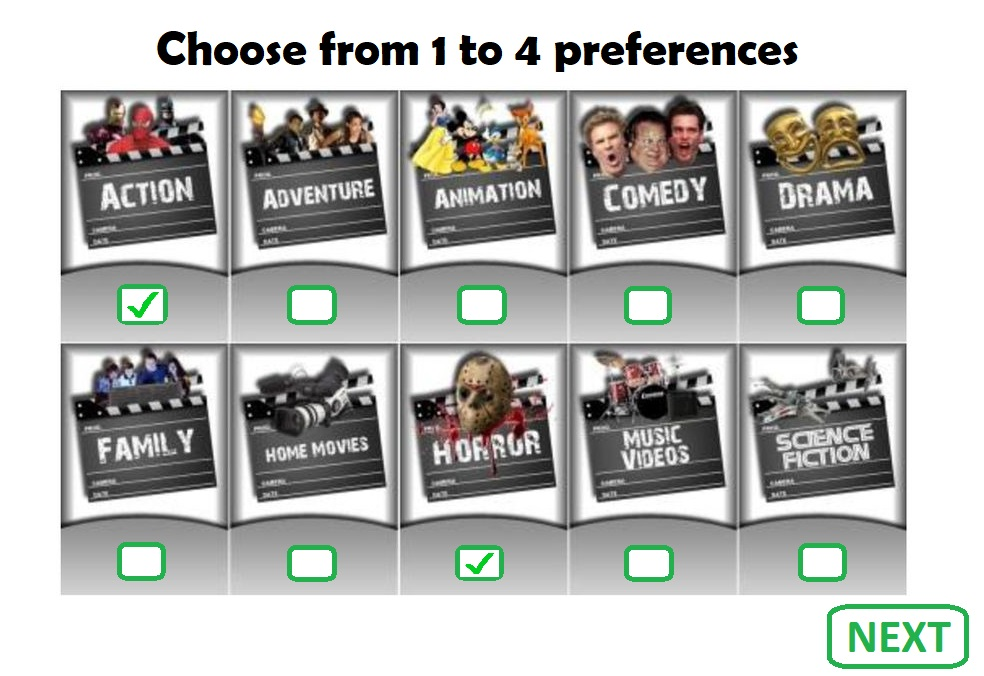 Choose from 1 to 4 preferences
ACTION
ADVENTURE
ANIMATION
COMEDY
DRAMA
FAMILY
HOME MOVIES
HORROR
MUSIC
VIDEOS
SCIENCE
FICTION
NEXT